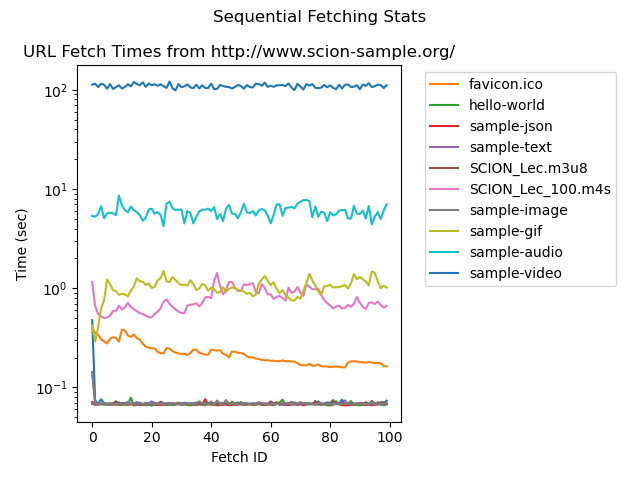 Sequential Fetching Stats
URL Fetch Times from http://www.scion-sample.org/
10²
10¹
10⁰
10⁻¹
Time (sec)
0 20 40 60 80 100
Fetch ID
favicon.ico
hello-world
sample-json
sample-text
SCION_Lec.m3u8
SCION_Lec_100.m4s
sample-image
sample-gif
sample-audio
sample-video